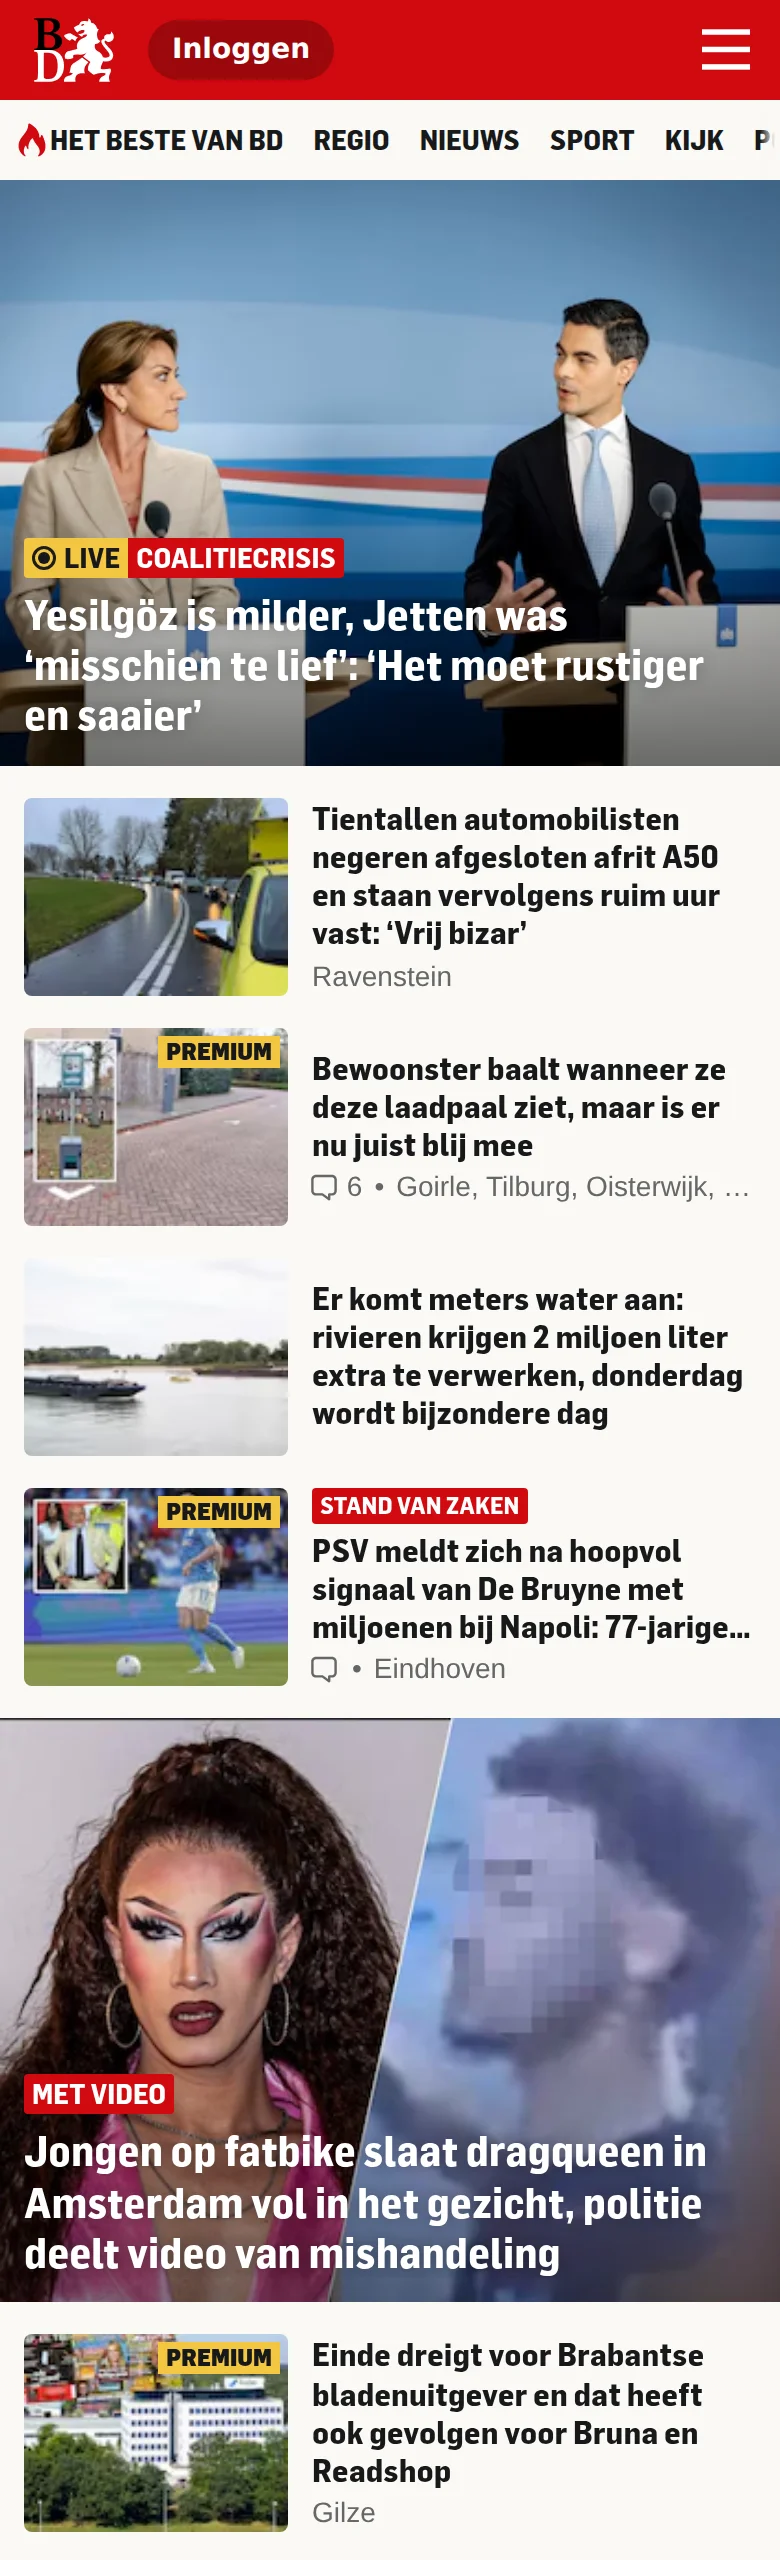 BD
Inloggen
HET BESTE VAN BD REGIO NIEUWS SPORT KIJK
LIVE COALITIECRISIS
Yesilgöz is milder, Jetten was
‘misschien te lief’: ‘Het moet rustiger
en saaier’
Tientallen automobilisten
negeren afgesloten afrit A50
en staan vervolgens ruim uur
vast: ‘Vrij bizar’
Ravenstein
PREMIUM
Bewoonster baalt wanneer ze
deze laadpaal ziet, maar is er
nu juist blij mee
6 • Goirle, Tilburg, Oisterwijk, …
Er komt meters water aan:
rivieren krijgen 2 miljoen liter
extra te verwerken, donderdag
wordt bijzondere dag
PREMIUM
STAND VAN ZAKEN
PSV meldt zich na hoopvol
signaal van De Bruyne met
miljoenen bij Napoli: 77-jarige…
• Eindhoven
MET VIDEO
Jongen op fatbike slaat dragqueen in
Amsterdam vol in het gezicht, politie
deelt video van mishandeling
PREMIUM
Einde dreigt voor Brabantse
bladenuitgever en dat heeft
ook gevolgen voor Bruna en
Readshop
Gilze